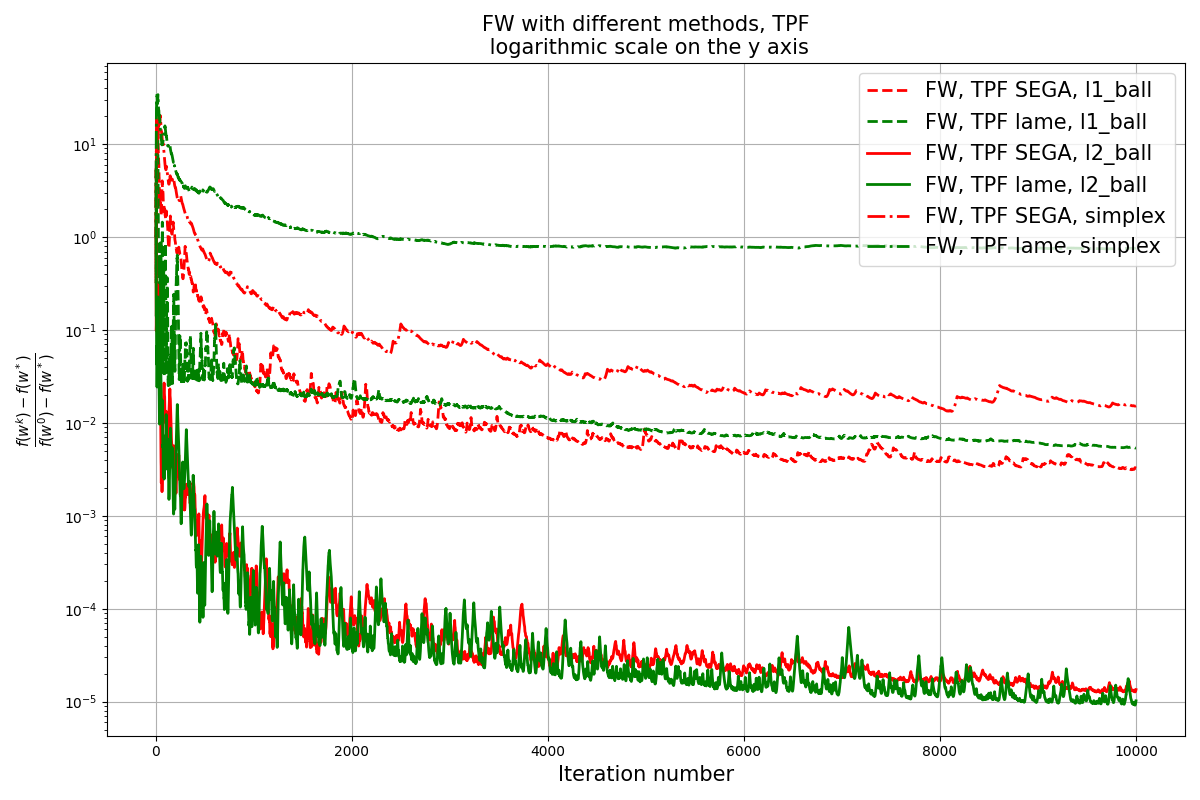 FW with different methods, TPF
logarithmic scale on the y axis
FW, TPF SEGA, l1_ball
FW, TPF lame, l1_ball
FW, TPF SEGA, l2_ball
FW, TPF lame, l2_ball
FW, TPF SEGA, simplex
FW, TPF lame, simplex
f(w^k) − f(w^*)
f(w^0) − f(w^*)
10^1
10^0
10^−1
10^−2
10^−3
10^−4
10^−5
0 2000 4000 6000 8000 10000
Iteration number